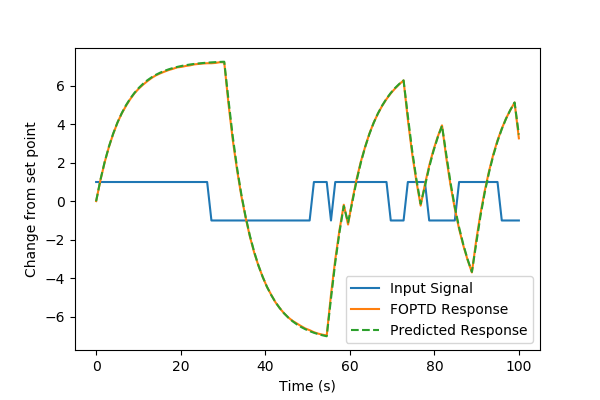 6
4
2
0
−2
−4
−6
Change from set point
Input Signal
FOPTD Response
Predicted Response
0 20 40 60 80 100
Time (s)